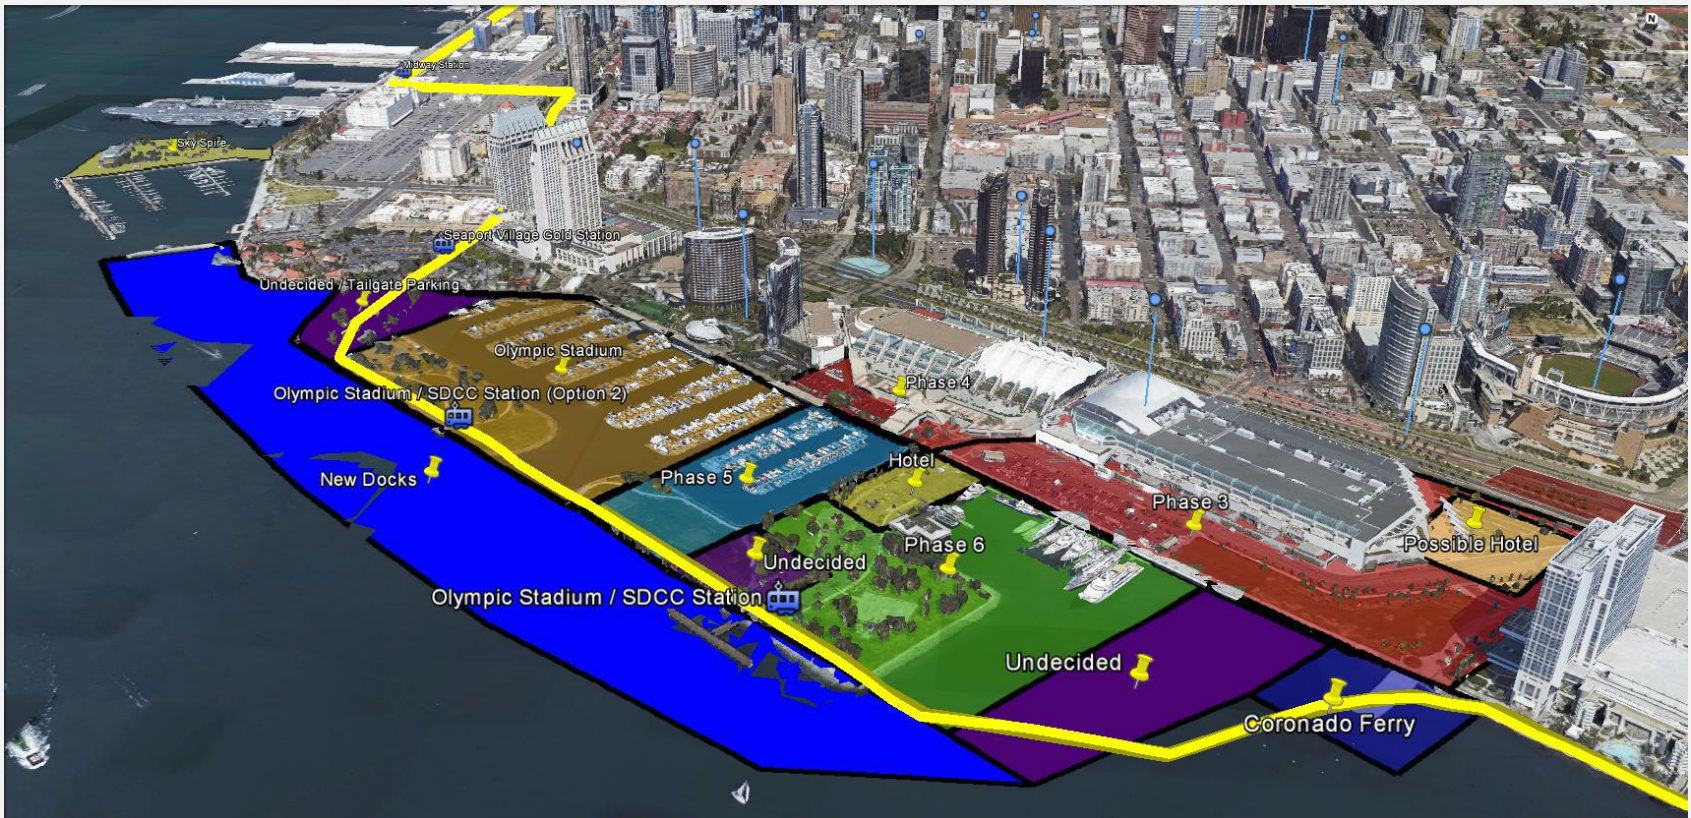 N
Midway Station
Sky Spire
Seaport Village Gold Station
Undecided / Tailgate Parking
Olympic Stadium
Phase 4
Olympic Stadium / SDCC Station (Option 2)
Hotel
Phase 5
New Docks
Phase 3
Possible Hotel
Phase 6
Undecided
Olympic Stadium / SDCC Station
Undecided
Coronado Ferry